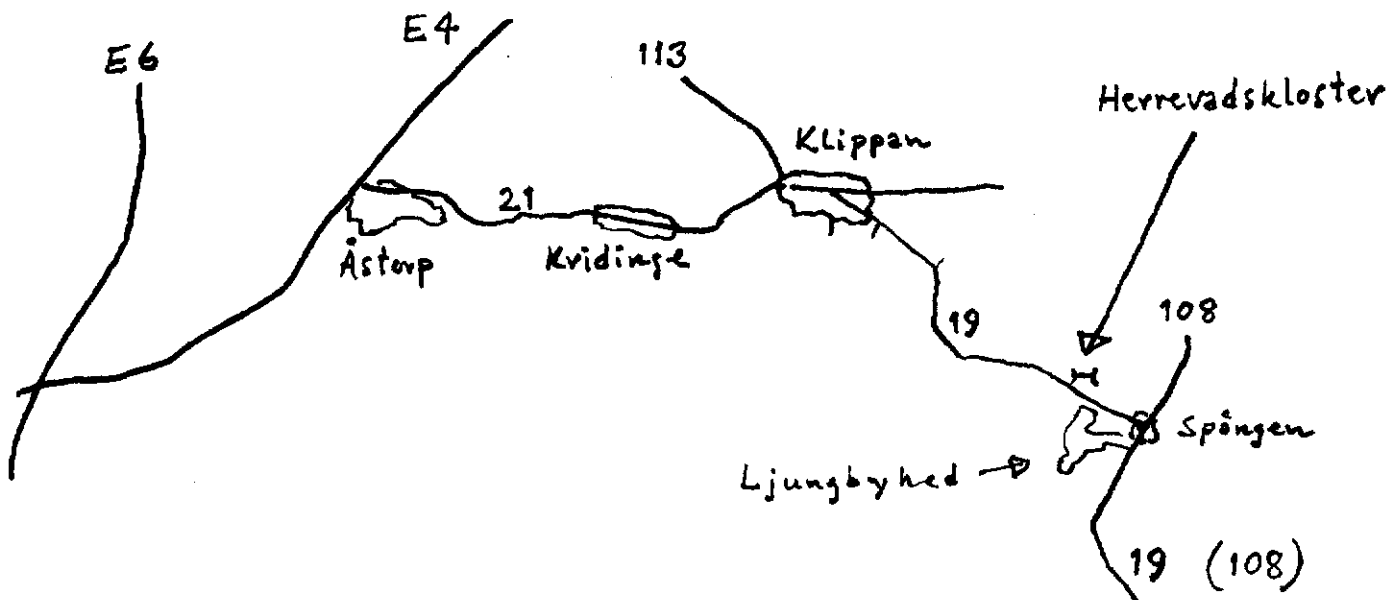 E4
E6
113
Herrevadskloster
Klippan
21
Åstorp
Kvidinge
19
108
Spången
Ljungbyhed
19 (108)